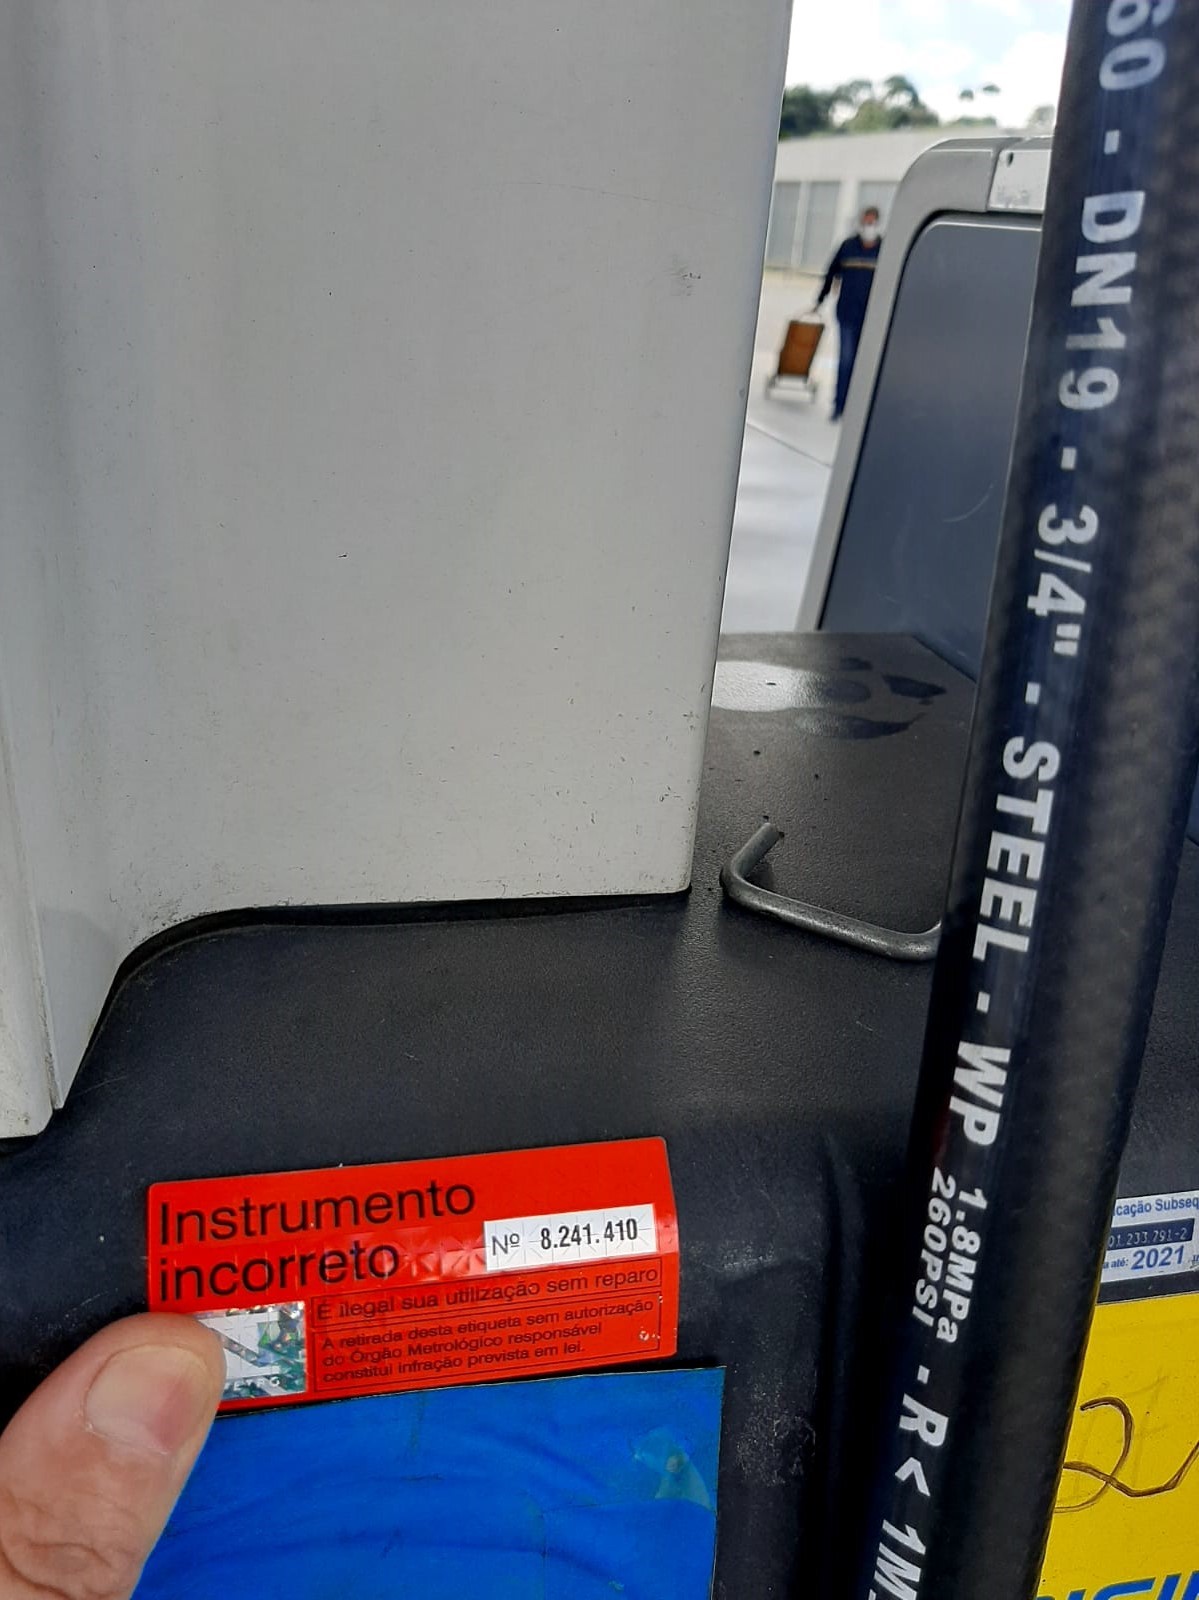 60 - DN19 - 3/4" - STEEL - WP 1.8MPa 260PSI - R < 1M
Instrumento
incorreto
Nº 8.241.410
É ilegal sua utilização sem reparo
A retirada desta etiqueta sem autorização
do Órgão Metrológico responsável
constitui infração prevista em lei.
cação Subseq
01.233.791-2
até: 2021